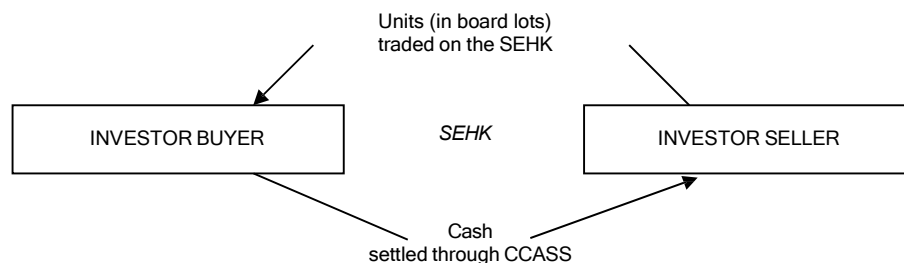 Units (in board lots)
traded on the SEHK
INVESTOR BUYER
SEHK
INVESTOR SELLER
Cash
settled through CCASS